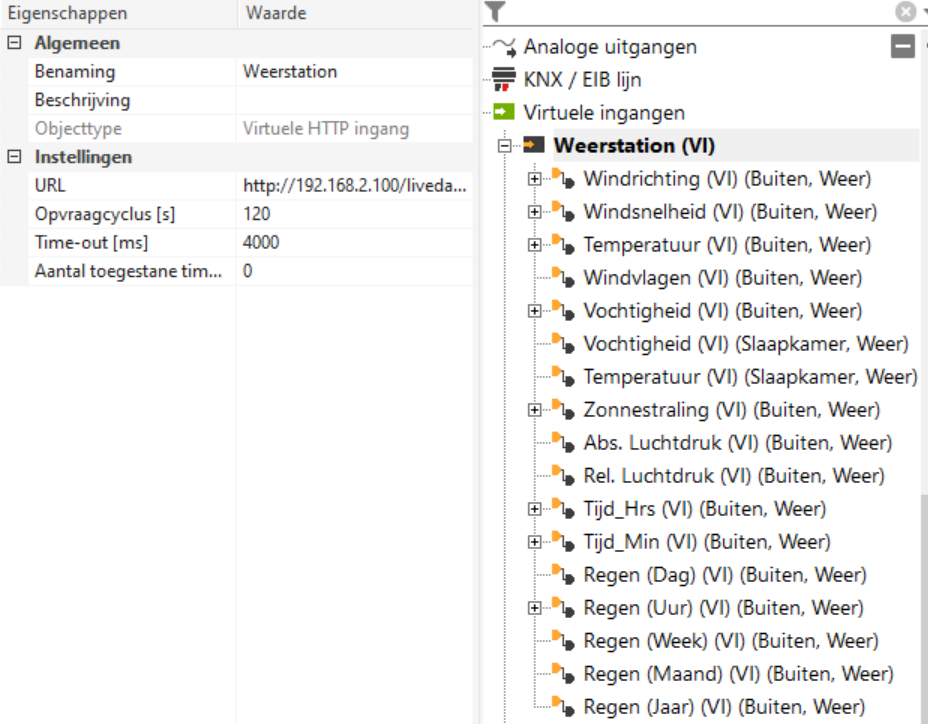 Eigenschappen Waarde
Algemeen
Benaming Weerstation
Beschrijving
Objecttype Virtuele HTTP ingang
Instellingen
URL http://192.168.2.100/liveda...
Opvraagcyclus [s] 120
Time-out [ms] 4000
Aantal toegestane tim... 0
Analoge uitgangen
KNX / EIB lijn
Virtuele ingangen
Weerstation (VI)
Windrichting (VI) (Buiten, Weer)
Windsnelheid (VI) (Buiten, Weer)
Temperatuur (VI) (Buiten, Weer)
Windvlagen (VI) (Buiten, Weer)
Vochtigheid (VI) (Buiten, Weer)
Vochtigheid (VI) (Slaapkamer, Weer)
Temperatuur (VI) (Slaapkamer, Weer)
Zonnestraling (VI) (Buiten, Weer)
Abs. Luchtdruk (VI) (Buiten, Weer)
Rel. Luchtdruk (VI) (Buiten, Weer)
Tijd_Hrs (VI) (Buiten, Weer)
Tijd_Min (VI) (Buiten, Weer)
Regen (Dag) (VI) (Buiten, Weer)
Regen (Uur) (VI) (Buiten, Weer)
Regen (Week) (VI) (Buiten, Weer)
Regen (Maand) (VI) (Buiten, Weer)
Regen (Jaar) (VI) (Buiten, Weer)